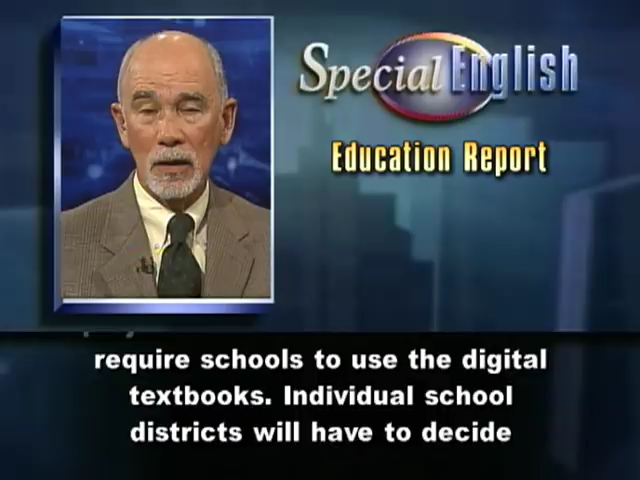 Special English
Education Report
require schools to use the digital
textbooks. Individual school
districts will have to decide